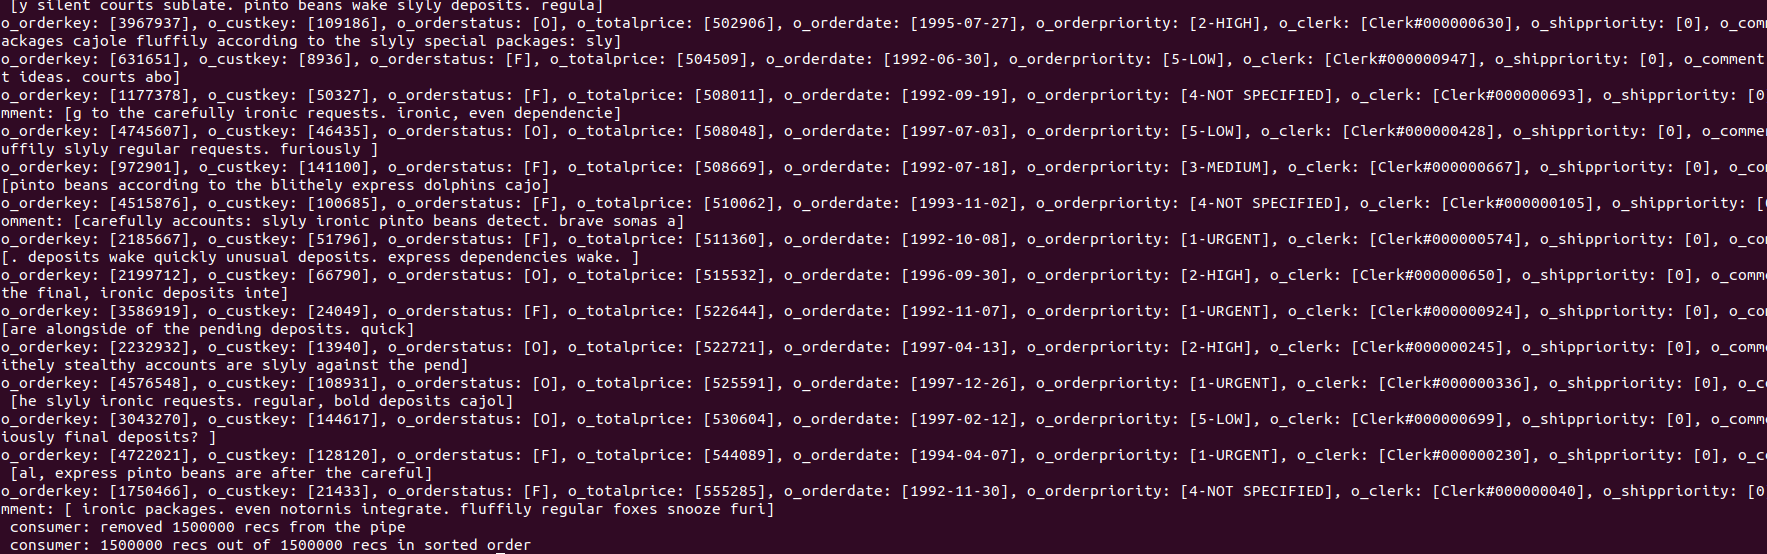 [y silent courts sublate. pinto beans wake slyly deposits. regula]
o_orderkey: [3967937], o_custkey: [109186], o_orderstatus: [O], o_totalprice: [502906], o_orderdate: [1995-07-27], o_orderpriority: [2-HIGH], o_clerk: [Clerk#000000630], o_shippriority: [0], o_com
ackages cajole fluffily according to the slyly special packages: sly]
o_orderkey: [631651], o_custkey: [8936], o_orderstatus: [F], o_totalprice: [504509], o_orderdate: [1992-06-30], o_orderpriority: [5-LOW], o_clerk: [Clerk#000000947], o_shippriority: [0], o_comment
t ideas. courts abo]
o_orderkey: [1177378], o_custkey: [50327], o_orderstatus: [F], o_totalprice: [508011], o_orderdate: [1992-09-19], o_orderpriority: [4-NOT SPECIFIED], o_clerk: [Clerk#000000693], o_shippriority: [0
mment: [g to the carefully ironic requests. ironic, even dependencie]
o_orderkey: [4745607], o_custkey: [46435], o_orderstatus: [O], o_totalprice: [508048], o_orderdate: [1997-07-03], o_orderpriority: [5-LOW], o_clerk: [Clerk#000000428], o_shippriority: [0], o_comme
uffily slyly regular requests. furiously ]
o_orderkey: [972901], o_custkey: [141100], o_orderstatus: [F], o_totalprice: [508669], o_orderdate: [1992-07-18], o_orderpriority: [3-MEDIUM], o_clerk: [Clerk#000000667], o_shippriority: [0], o_co
[pinto beans according to the blithely express dolphins cajo]
o_orderkey: [4515876], o_custkey: [100685], o_orderstatus: [F], o_totalprice: [510062], o_orderdate: [1993-11-02], o_orderpriority: [4-NOT SPECIFIED], o_clerk: [Clerk#000000105], o_shippriority: [
omment: [carefully accounts: slyly ironic pinto beans detect. brave somas a]
o_orderkey: [2185667], o_custkey: [51796], o_orderstatus: [F], o_totalprice: [511360], o_orderdate: [1992-10-08], o_orderpriority: [1-URGENT], o_clerk: [Clerk#000000574], o_shippriority: [0], o_co
[. deposits wake quickly unusual deposits. express dependencies wake. ]
o_orderkey: [2199712], o_custkey: [66790], o_orderstatus: [O], o_totalprice: [515532], o_orderdate: [1996-09-30], o_orderpriority: [2-HIGH], o_clerk: [Clerk#000000650], o_shippriority: [0], o_comm
the final, ironic deposits inte]
o_orderkey: [3586919], o_custkey: [24049], o_orderstatus: [F], o_totalprice: [522644], o_orderdate: [1992-11-07], o_orderpriority: [1-URGENT], o_clerk: [Clerk#000000924], o_shippriority: [0], o_co
[are alongside of the pending deposits. quick]
o_orderkey: [2232932], o_custkey: [13940], o_orderstatus: [O], o_totalprice: [522721], o_orderdate: [1997-04-13], o_orderpriority: [2-HIGH], o_clerk: [Clerk#000000245], o_shippriority: [0], o_comm
ithely stealthy accounts are slyly against the pend]
o_orderkey: [4576548], o_custkey: [108931], o_orderstatus: [O], o_totalprice: [525591], o_orderdate: [1997-12-26], o_orderpriority: [1-URGENT], o_clerk: [Clerk#000000336], o_shippriority: [0], o_c
[he slyly ironic requests. regular, bold deposits cajol]
o_orderkey: [3043270], o_custkey: [144617], o_orderstatus: [O], o_totalprice: [530604], o_orderdate: [1997-02-12], o_orderpriority: [5-LOW], o_clerk: [Clerk#000000699], o_shippriority: [0], o_comm
iously final deposits? ]
o_orderkey: [4722021], o_custkey: [128120], o_orderstatus: [F], o_totalprice: [544089], o_orderdate: [1994-04-07], o_orderpriority: [1-URGENT], o_clerk: [Clerk#000000230], o_shippriority: [0], o_c
[al, express pinto beans are after the careful]
o_orderkey: [1750466], o_custkey: [21433], o_orderstatus: [F], o_totalprice: [555285], o_orderdate: [1992-11-30], o_orderpriority: [4-NOT SPECIFIED], o_clerk: [Clerk#000000040], o_shippriority: [0
mment: [ ironic packages. even notornis integrate. fluffily regular foxes snooze furi]
consumer: removed 1500000 recs from the pipe
consumer: 1500000 recs out of 1500000 recs in sorted order